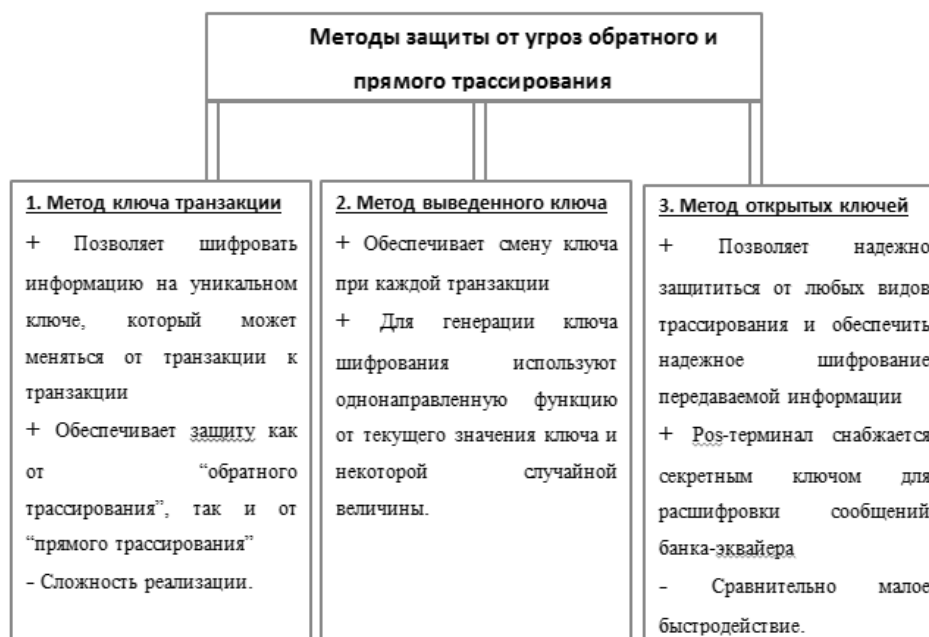 Методы защиты от угроз обратного и
прямого трассирования
1. Метод ключа транзакции
+ Позволяет шифровать
информацию на уникальном
ключе, который может
меняться от транзакции к
транзакции
+ Обеспечивает защиту как
от “обратного
трассирования”, так и от
“прямого трассирования”
– Сложность реализации.
2. Метод выведенного ключа
+ Обеспечивает смену ключа
при каждой транзакции
+ Для генерации ключа
шифрования используют
однонаправленную функцию
от текущего значения ключа и
некоторой случайной
величины.
3. Метод открытых ключей
+ Позволяет надежно
защититься от любых видов
трассирования и обеспечить
надежное шифрование
передаваемой информации
+ Pos-терминал снабжается
секретным ключом для
расшифровки сообщений
банка-эквайера
– Сравнительно малое
быстродействие.